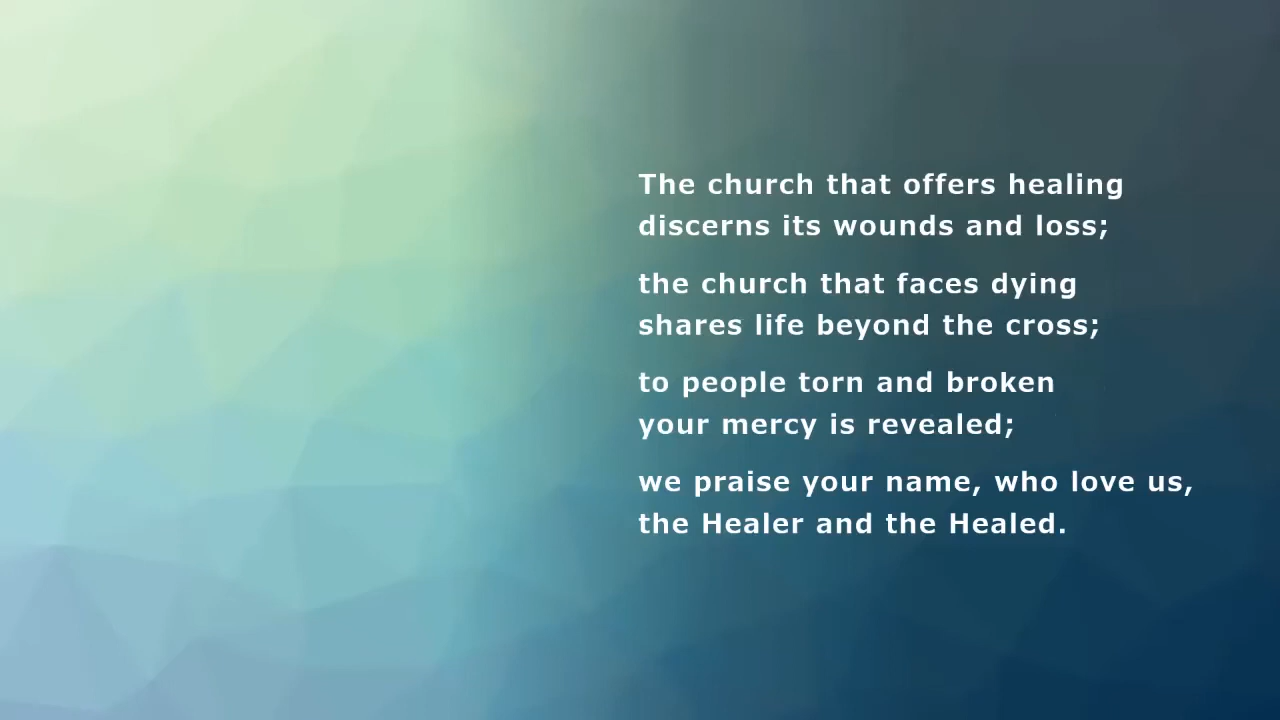 The church that offers healing
discerns its wounds and loss;
the church that faces dying
shares life beyond the cross;
to people torn and broken
your mercy is revealed;
we praise your name, who love us,
the Healer and the Healed.